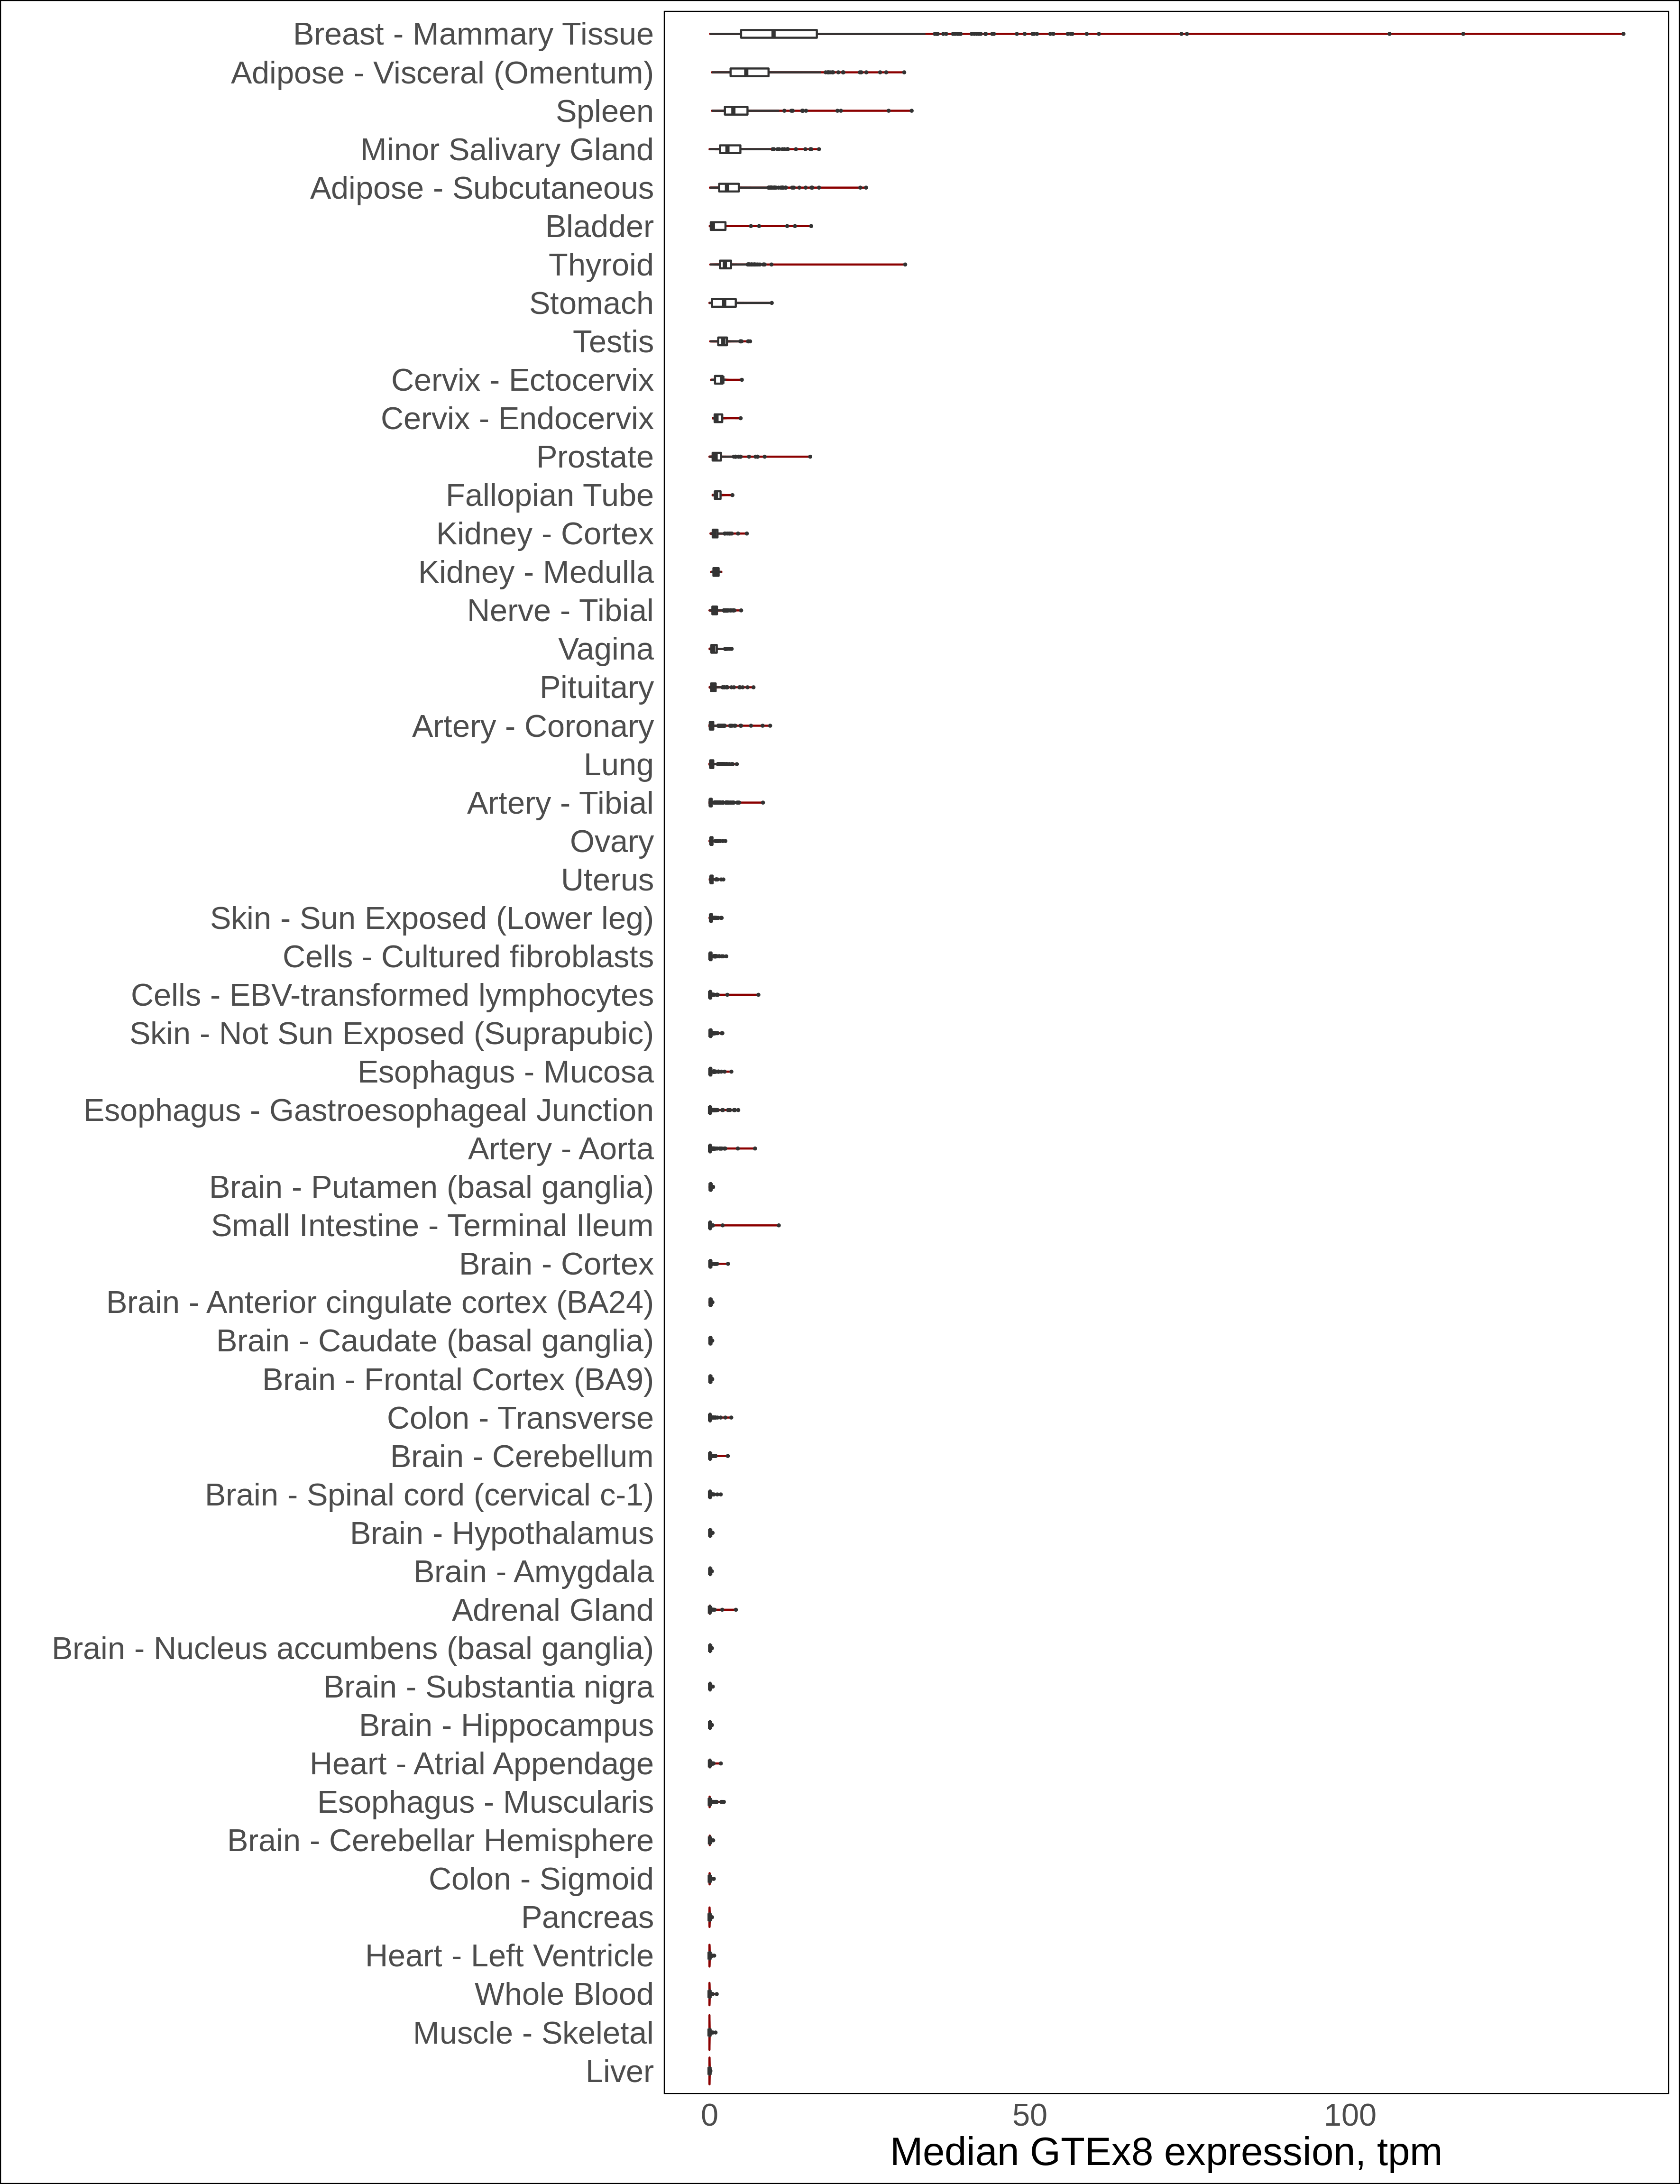 Breast - Mammary Tissue
Adipose - Visceral (Omentum)
Spleen
Minor Salivary Gland
Adipose - Subcutaneous
Bladder
Thyroid
Stomach
Testis
Cervix - Ectocervix
Cervix - Endocervix
Prostate
Fallopian Tube
Kidney - Cortex
Kidney - Medulla
Nerve - Tibial
Vagina
Pituitary
Artery - Coronary
Lung
Artery - Tibial
Ovary
Uterus
Skin - Sun Exposed (Lower leg)
Cells - Cultured fibroblasts
Cells - EBV-transformed lymphocytes
Skin - Not Sun Exposed (Suprapubic)
Esophagus - Mucosa
Esophagus - Gastroesophageal Junction
Artery - Aorta
Brain - Putamen (basal ganglia)
Small Intestine - Terminal Ileum
Brain - Cortex
Brain - Anterior cingulate cortex (BA24)
Brain - Caudate (basal ganglia)
Brain - Frontal Cortex (BA9)
Colon - Transverse
Brain - Cerebellum
Brain - Spinal cord (cervical c-1)
Brain - Hypothalamus
Brain - Amygdala
Adrenal Gland
Brain - Nucleus accumbens (basal ganglia)
Brain - Substantia nigra
Brain - Hippocampus
Heart - Atrial Appendage
Esophagus - Muscularis
Brain - Cerebellar Hemisphere
Colon - Sigmoid
Pancreas
Heart - Left Ventricle
Whole Blood
Muscle - Skeletal
Liver
0 50 100
Median GTEx8 expression, tpm